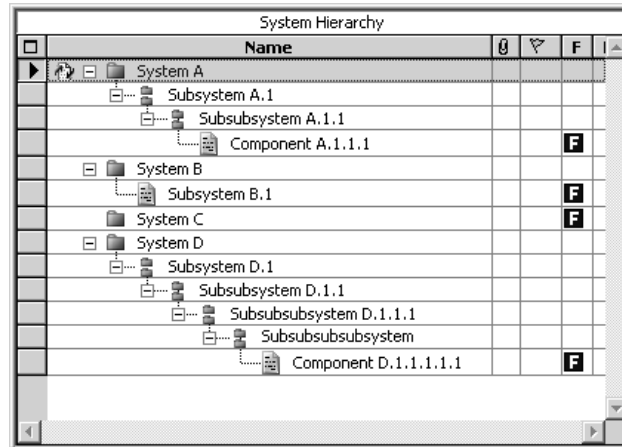 System Hierarchy
Name F
System A
Subsystem A.1
Subsubsystem A.1.1
Component A.1.1.1 F
System B
Subsystem B.1 F
System C F
System D
Subsystem D.1
Subsubsystem D.1.1
Subsubsubsystem D.1.1.1
Subsubsubsubsystem
Component D.1.1.1.1.1 F